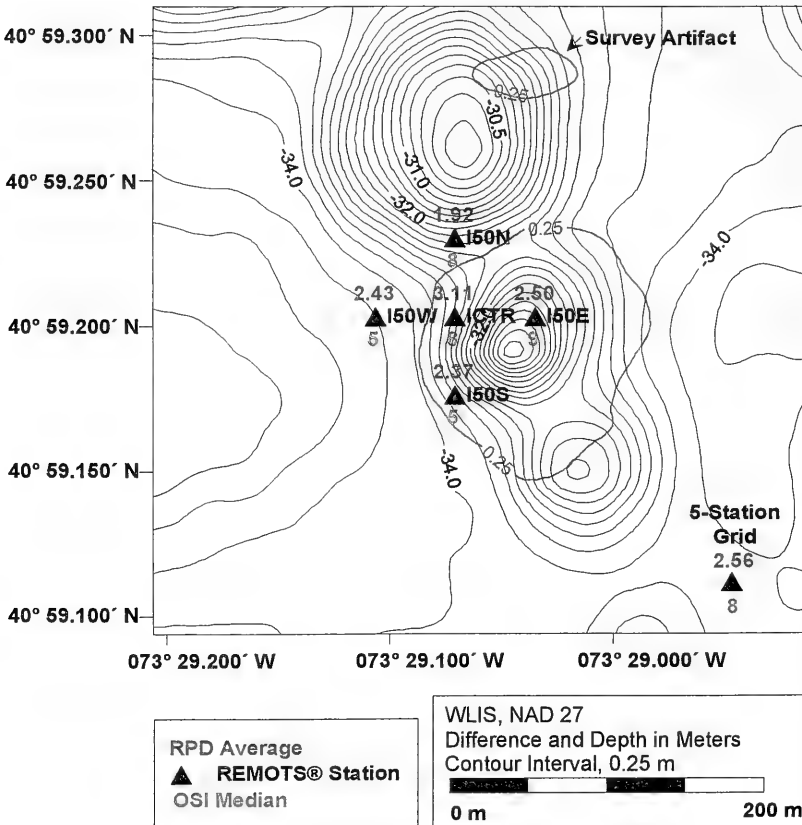 40° 59.300´ N
Survey Artifact
0.25
-30.5
40° 59.250´ N
-34.0
-31.0
-32.0
1.92
I50N
0.25
-34.0
8
2.43
3.11
2.50
40° 59.200´ N
I50W
ICTR
I50E
5
-32.0
2.37
I50S
5
40° 59.150´ N
-34.0
0.25
5-Station
Grid
2.56
8
40° 59.100´ N
073° 29.200´ W
073° 29.100´ W
073° 29.000´ W
RPD Average
REMOTS® Station
OSI Median
WLIS, NAD 27
Difference and Depth in Meters
Contour Interval, 0.25 m
0 m
200 m